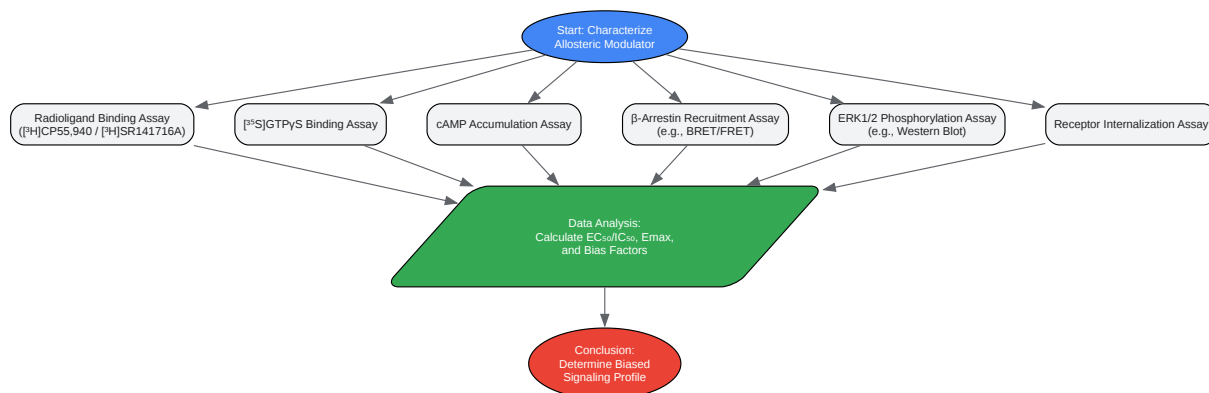 Start: Characterize
Allosteric Modulator
Radioligand Binding Assay
([³H]CP55,940 / [³H]SR141716A)
[³⁵S]GTPγS Binding Assay
cAMP Accumulation Assay
β-Arrestin Recruitment Assay
(e.g., BRET/FRET)
ERK1/2 Phosphorylation Assay
(e.g., Western Blot)
Receptor Internalization Assay
Data Analysis:
Calculate EC₅₀/IC₅₀, Emax,
and Bias Factors
Conclusion:
Determine Biased
Signaling Profile